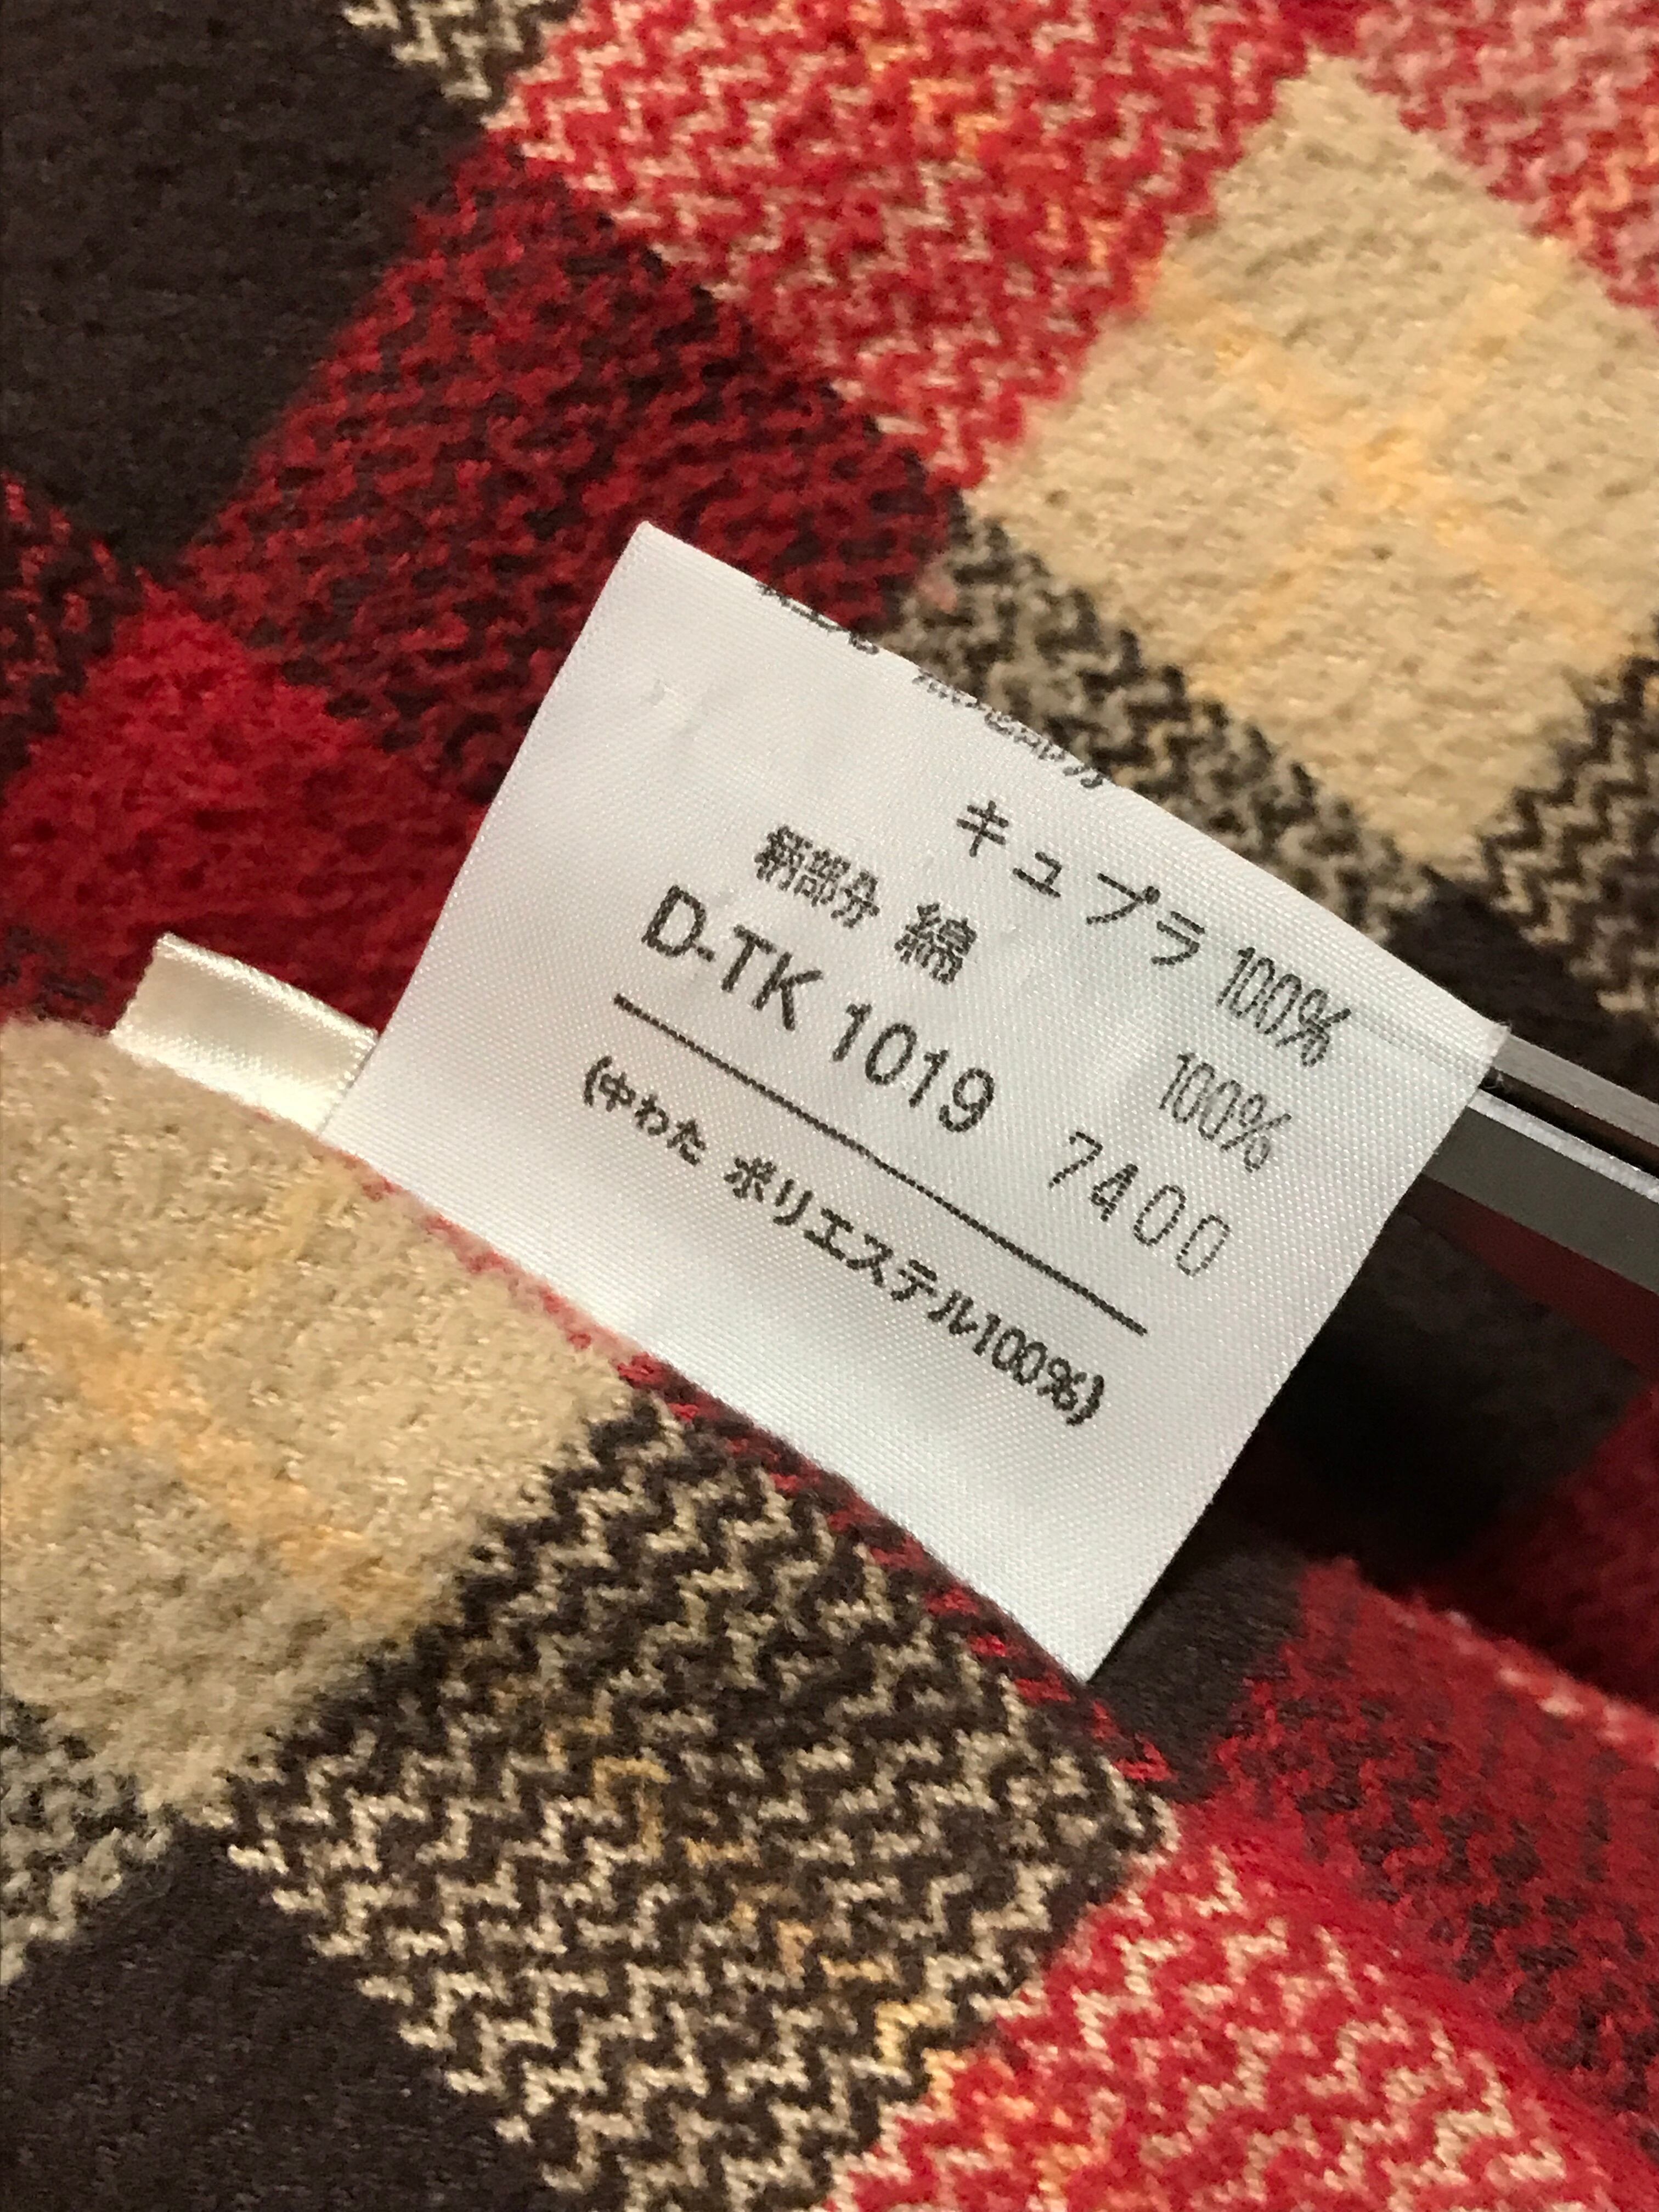 キュプラ 100%
柄部分 綿 100%
D-TK 1019 7400
(中わた ポリエステル100%)